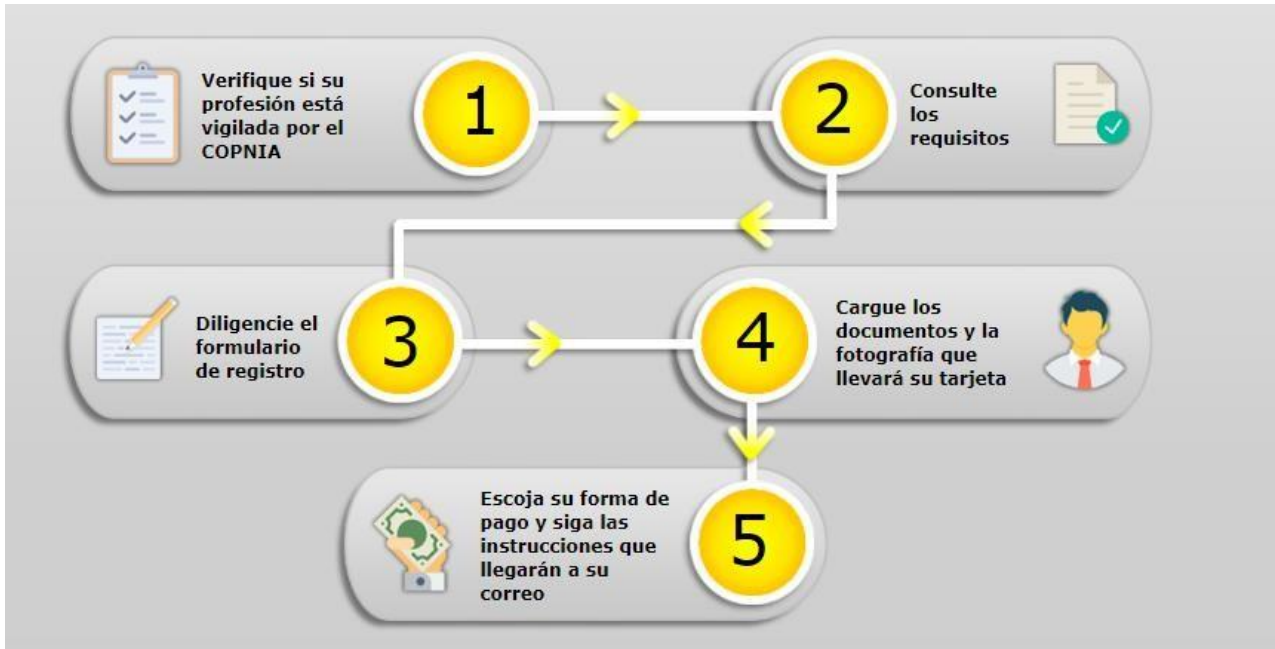 Verifique si su
profesión está
vigilada por el
COPNIA
1
2
Consulte
los
requisitos
Diligencie el
formulario
de registro
3
4
Cargue los
documentos y la
fotografía que
llevará su tarjeta
Escoja su forma de
pago y siga las
instrucciones que
llegarán a su
correo
5